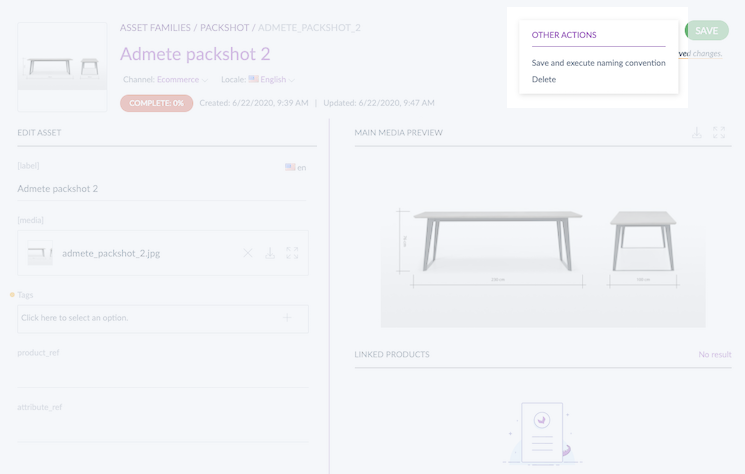 ASSET FAMILIES / PACKSHOT / ADMETE_PACKSHOT_2
Admete packshot 2
Channel: Ecommerce
Locale: English
COMPLETE: 0%
Created: 6/22/2020, 9:39 AM | Updated: 6/22/2020, 9:47 AM
OTHER ACTIONS
Save and execute naming convention
Delete
SAVE
ved changes.
EDIT ASSET
[label]
en
Admete packshot 2
[media]
admete_packshot_2.jpg
Tags
Click here to select an option.
product_ref
attribute_ref
MAIN MEDIA PREVIEW
LINKED PRODUCTS
No result